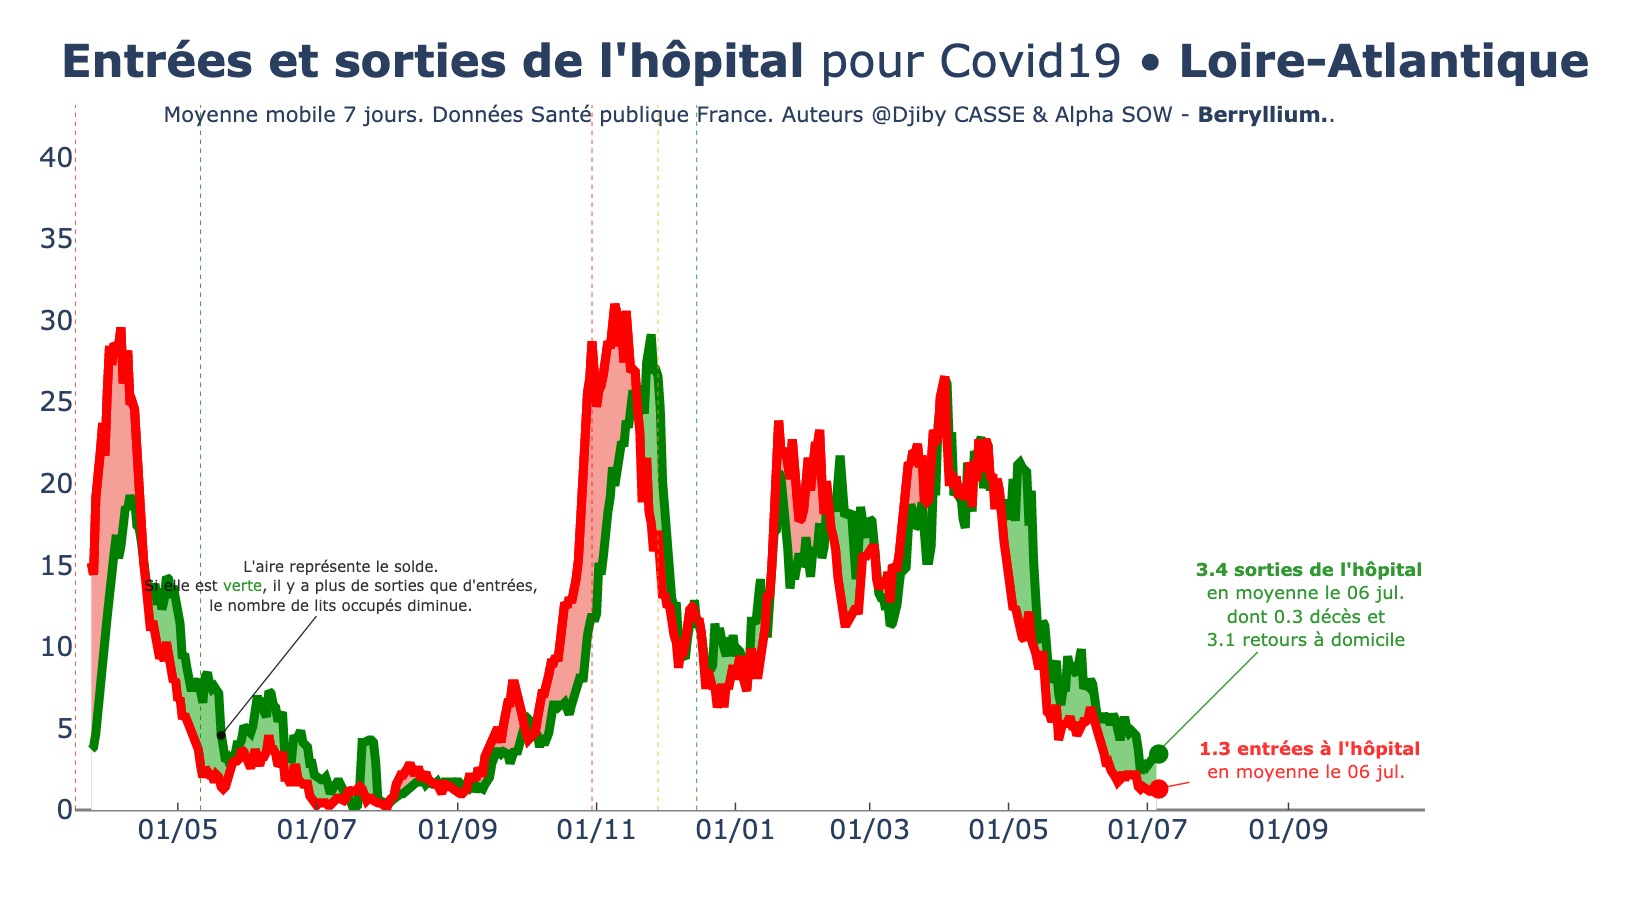 Entrées et sorties de l'hôpital pour Covid19 • Loire-Atlantique
Moyenne mobile 7 jours. Données Santé publique France. Auteurs @Djiby CASSE & Alpha SOW - Berryllium..
40
35
30
25
20
15
10
5
0
L'aire représente le solde.
Si elle est verte, il y a plus de sorties que d'entrées,
le nombre de lits occupés diminue.
3.4 sorties de l'hôpital
en moyenne le 06 jul.
dont 0.3 décès et
3.1 retours à domicile
1.3 entrées à l'hôpital
en moyenne le 06 jul.
01/05 01/07 01/09 01/11 01/01 01/03 01/05 01/07 01/09